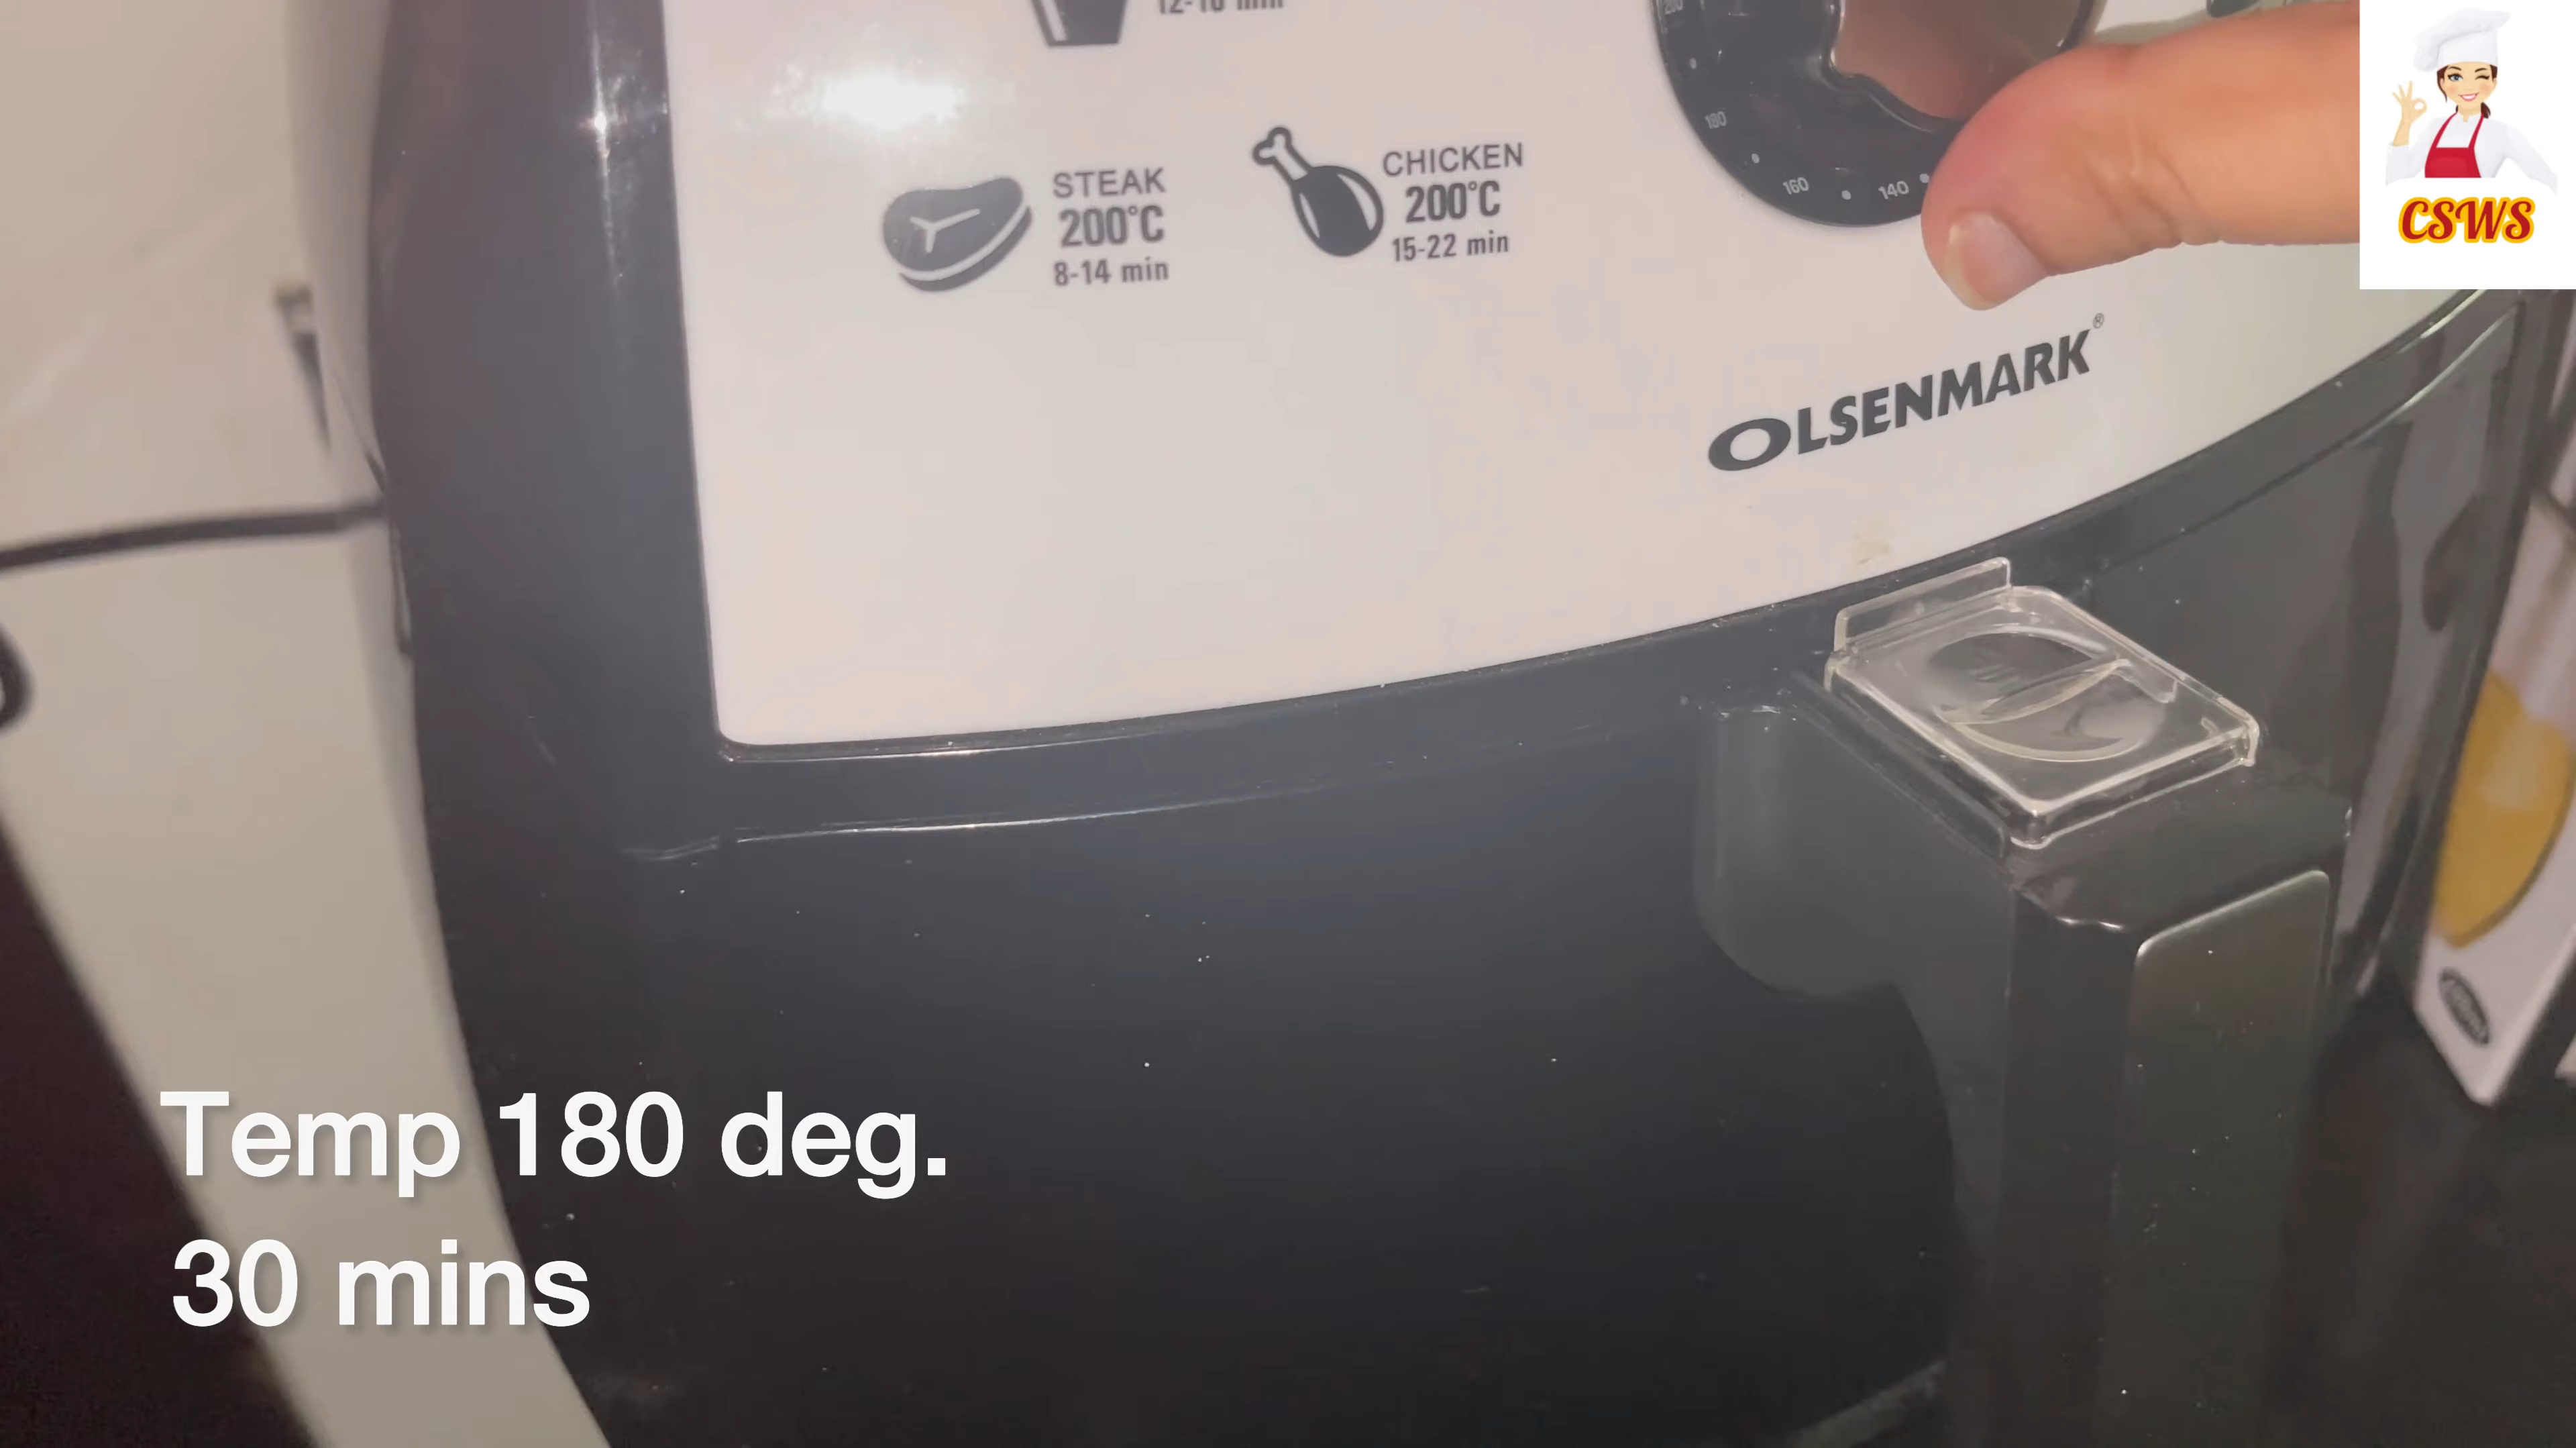 STEAK
200°C
8-14 min
CHICKEN
200°C
15-22 min
180
160
140
OLSENMARK®
CSWS
Temp 180 deg.
30 mins